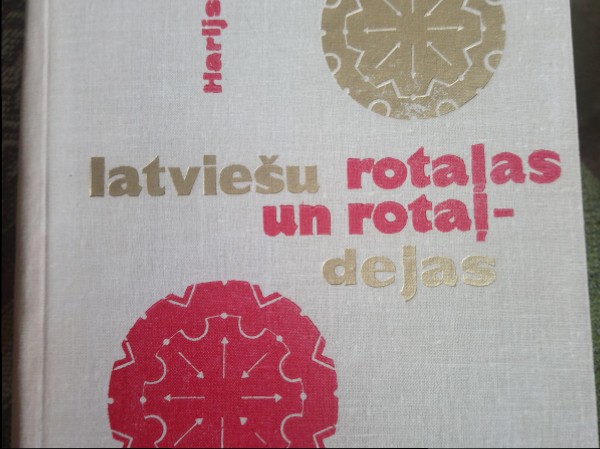 Harijs
latviešu rotaļas
un rotaļ-
dejas